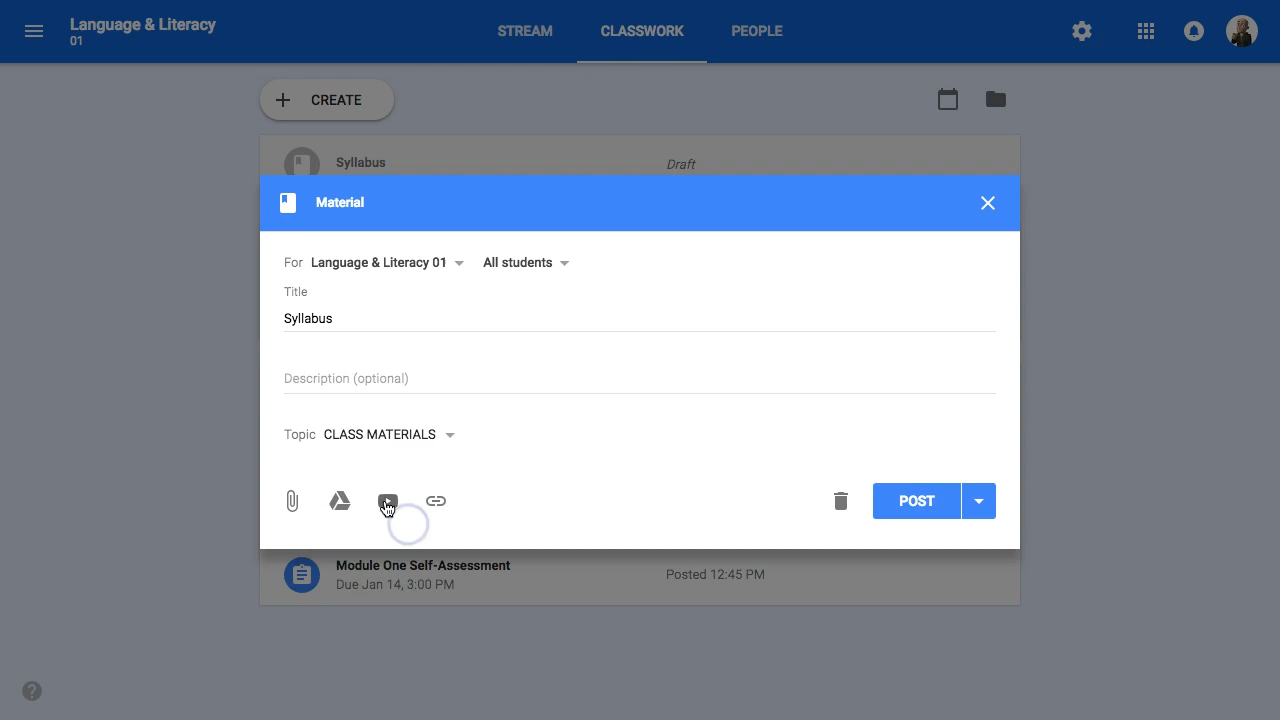 Language & Literacy
01
STREAM
CLASSWORK
PEOPLE
CREATE
Syllabus
Draft
Material
For Language & Literacy 01 All students
Title
Syllabus
Description (optional)
Topic CLASS MATERIALS
POST
Module One Self-Assessment
Due Jan 14, 3:00 PM
Posted 12:45 PM